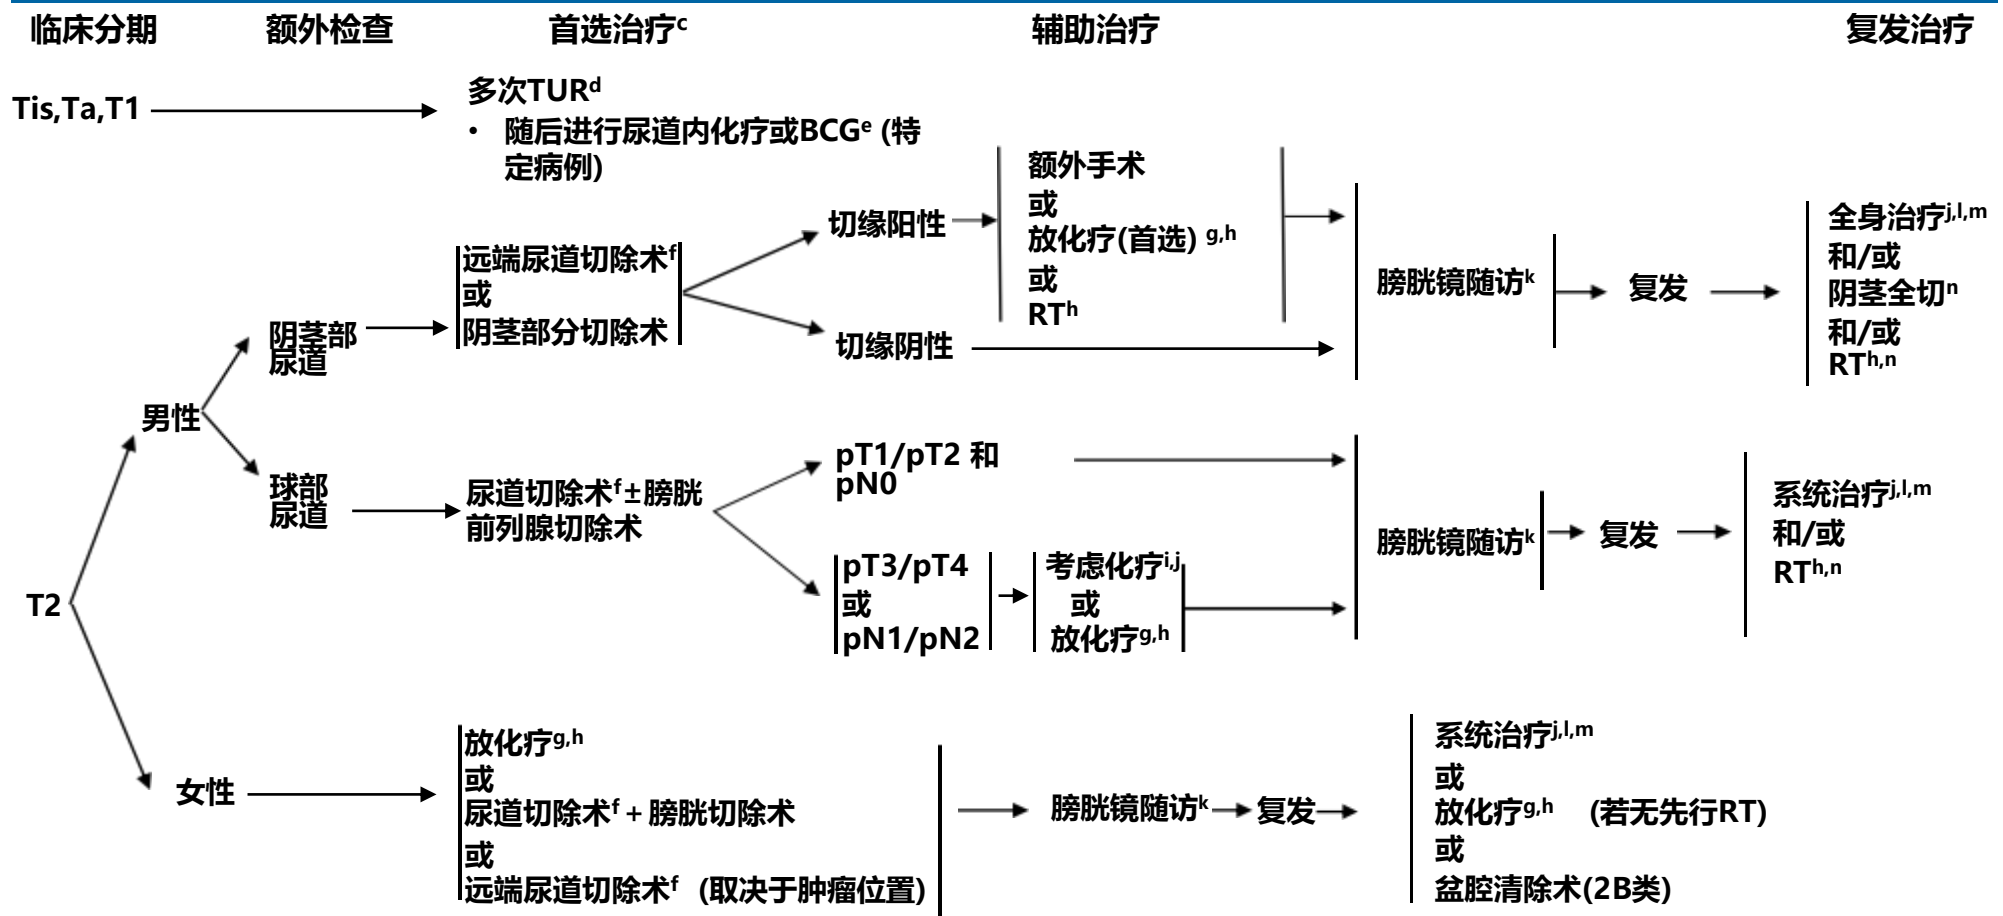 临床分期 额外检查 首选治疗c 辅助治疗 复发治疗
Tis,Ta,T1
多次TURd
• 随后进行尿道内化疗或BCGe (特
定病例)
T2
男性
阴茎部
尿道
远端尿道切除术f
或
阴茎部分切除术
切缘阳性
额外手术
或
放化疗(首选) g,h
或
RTh
切缘阴性
膀胱镜随访k
复发
全身治疗j,l,m
和/或
阴茎全切n
和/或
RTh,n
球部
尿道
尿道切除术f±膀胱
前列腺切除术
pT1/pT2 和
pN0
pT3/pT4
或
pN1/pN2
考虑化疗i,j
或
放化疗g,h
膀胱镜随访k
复发
系统治疗j,l,m
和/或
RTh,n
女性
放化疗g,h
或
尿道切除术f + 膀胱切除术
或
远端尿道切除术f (取决于肿瘤位置)
膀胱镜随访k
复发
系统治疗j,l,m
或
放化疗g,h (若无先行RT)
或
盆腔清除术(2B类)